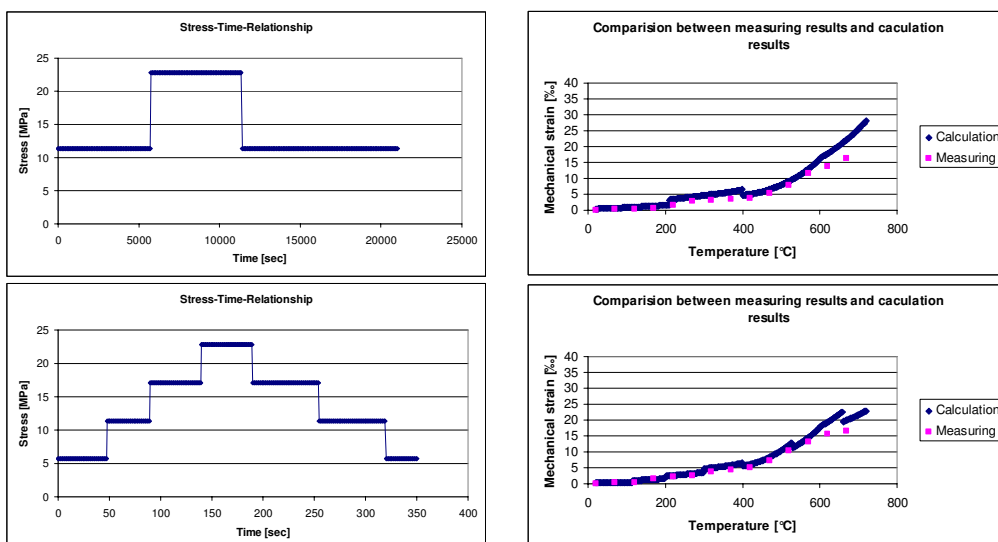 Stress-Time-Relationship
Stress [MPa]
25
20
15
10
5
0
0 5000 10000 15000 20000 25000
Time [sec]
Comparision between measuring results and caculation
results
Mechanical strain [‰]
40
35
30
25
20
15
10
5
0
0 200 400 600 800
Temperature [°C]
Calculation
Measuring
Stress-Time-Relationship
Stress [MPa]
25
20
15
10
5
0
0 50 100 150 200 250 300 350 400
Time [sec]
Comparision between measuring results and caculation
results
Mechanical strain [‰]
40
35
30
25
20
15
10
5
0
0 200 400 600 800
Temperature [°C]
Calculation
Measuring